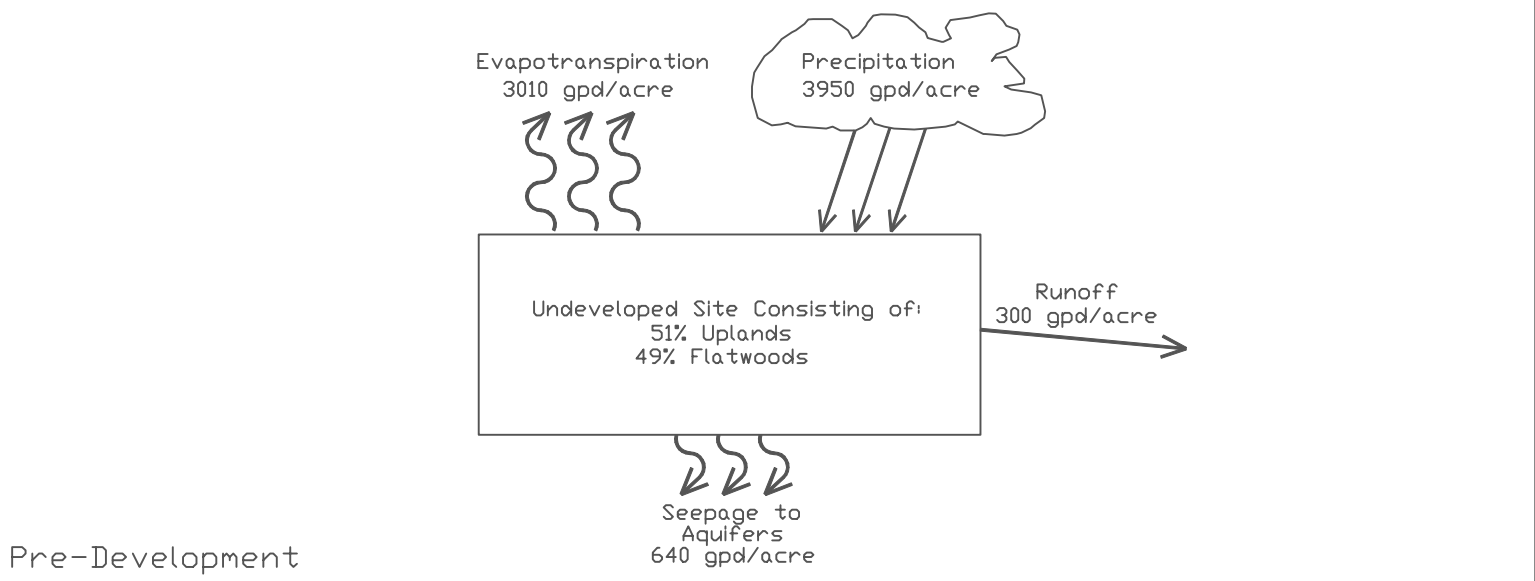 Evapotranspiration
3010 gpd/acre
Precipitation
3950 gpd/acre
Undeveloped Site Consisting of:
51% Uplands
49% Flatwoods
Runoff
300 gpd/acre
Seepage to
Aquifers
640 gpd/acre
Pre-Development